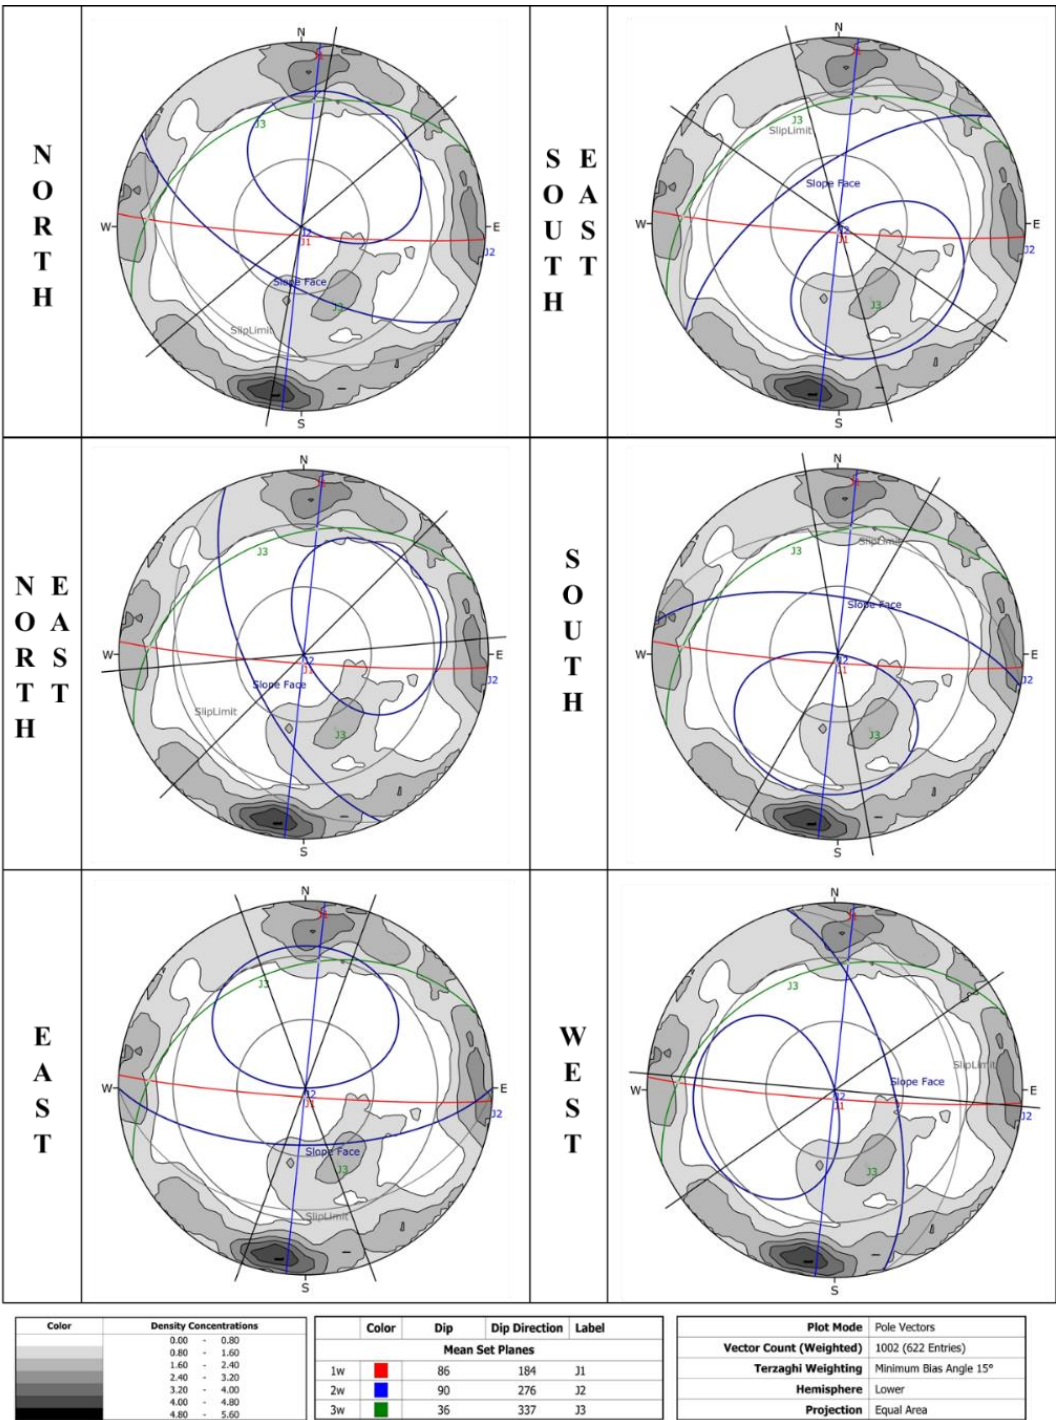 NORTH
N
J1
J3
W
E
J2
J1
J2
Slope Face
J3
SlipLimit
S
SOUTH EAST
N
J1
J3
SlipLimit
Slope Face
W
E
J2
J1
J2
J3
S
NORTH EAST
N
J1
J3
W
E
J2
J1
J2
Slope Face
SlipLimit
J3
S
SOUTH
N
J1
SlipLimit
J3
Slope Face
W
E
J2
J1
J2
J3
S
EAST
N
J1
J3
W
E
J2
J1
J2
Slope Face
J3
SlipLimit
S
WEST
N
J1
J3
SlipLimit
Slope Face
W
E
J2
J1
J2
J3
S
Color Density Concentrations
0.00 - 0.80
0.80 - 1.60
1.60 - 2.40
2.40 - 3.20
3.20 - 4.00
4.00 - 4.80
4.80 - 5.60
Color Dip Dip Direction Label
Mean Set Planes
1w 86 184 J1
2w 90 276 J2
3w 36 337 J3
Plot Mode Pole Vectors
Vector Count (Weighted) 1002 (622 Entries)
Terzaghi Weighting Minimum Bias Angle 15°
Hemisphere Lower
Projection Equal Area